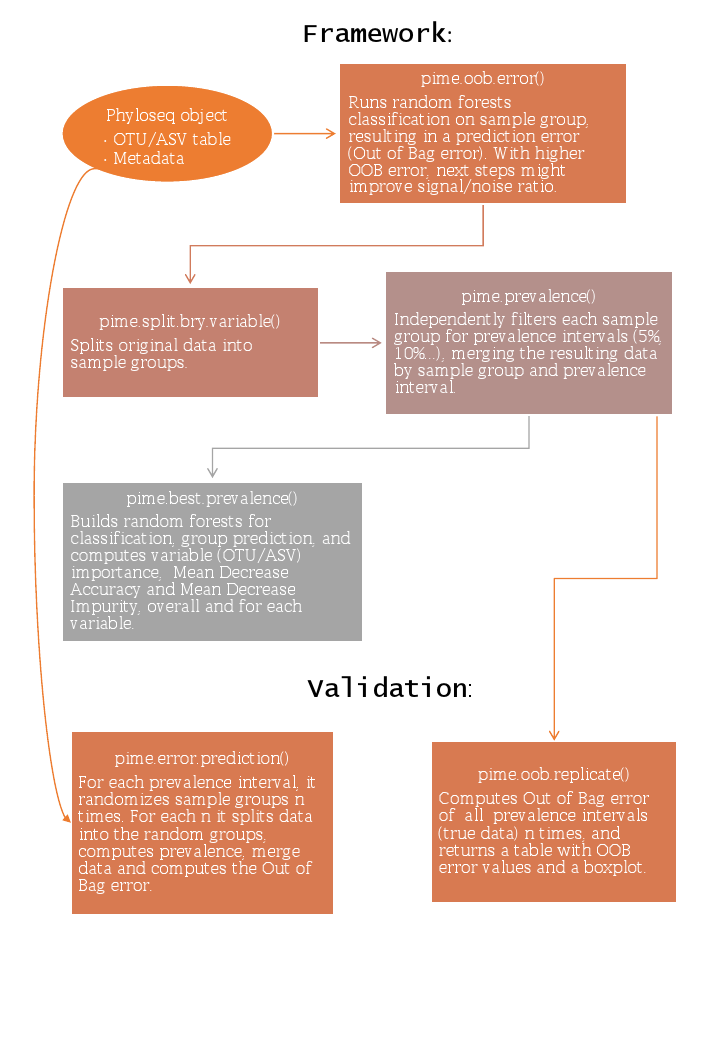 Framework:
Phyloseq object
· OTU/ASV table
· Metadata
pime.oob.error()
Runs random forests
classification on sample group,
resulting in a prediction error
(Out of Bag error). With higher
OOB error, next steps might
improve signal/noise ratio.
pime.split.bry.variable()
Splits original data into
sample groups.
pime.prevalence()
Independently filters each sample
group for prevalence intervals (5%,
10%...), merging the resulting data
by sample group and prevalence
interval.
pime.best.prevalence()
Builds random forests for
classification, group prediction, and
computes variable (OTU/ASV)
importance, Mean Decrease
Accuracy and Mean Decrease
Impurity, overall and for each
variable.
Validation:
pime.error.prediction()
For each prevalence interval, it
randomizes sample groups n
times. For each n it splits data
into the random groups,
computes prevalence, merge
data and computes the Out of
Bag error.
pime.oob.replicate()
Computes Out of Bag error
of all prevalence intervals
(true data) n times, and
returns a table with OOB
error values and a boxplot.